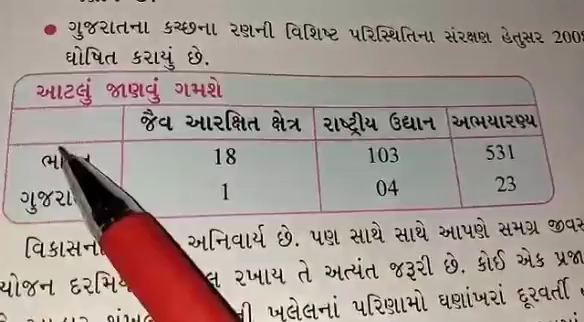 • ગુજરાતના કચ્છના રણની વિશિષ્ટ પરિસ્થિતિના સંરક્ષણ હેતુસર 2008
ઘોષિત કરાયું છે.
આટલું જાણવું ગમશે
જૈવ આરક્ષિત ક્ષેત્ર રાષ્ટ્રીય ઉદ્યાન અભયારણ્ય
18 103 531
1 04 23
વિકાસના અનિવાર્ય છે. પણ સાથે સાથે આપણે સમગ્ર જીવસ
યોજન રખાય તે અત્યંત જરૂરી છે. કોઈ એક પ્રજા
ખલેલનાં પરિણામો ઘણાંખરાં દૂરવર્તી